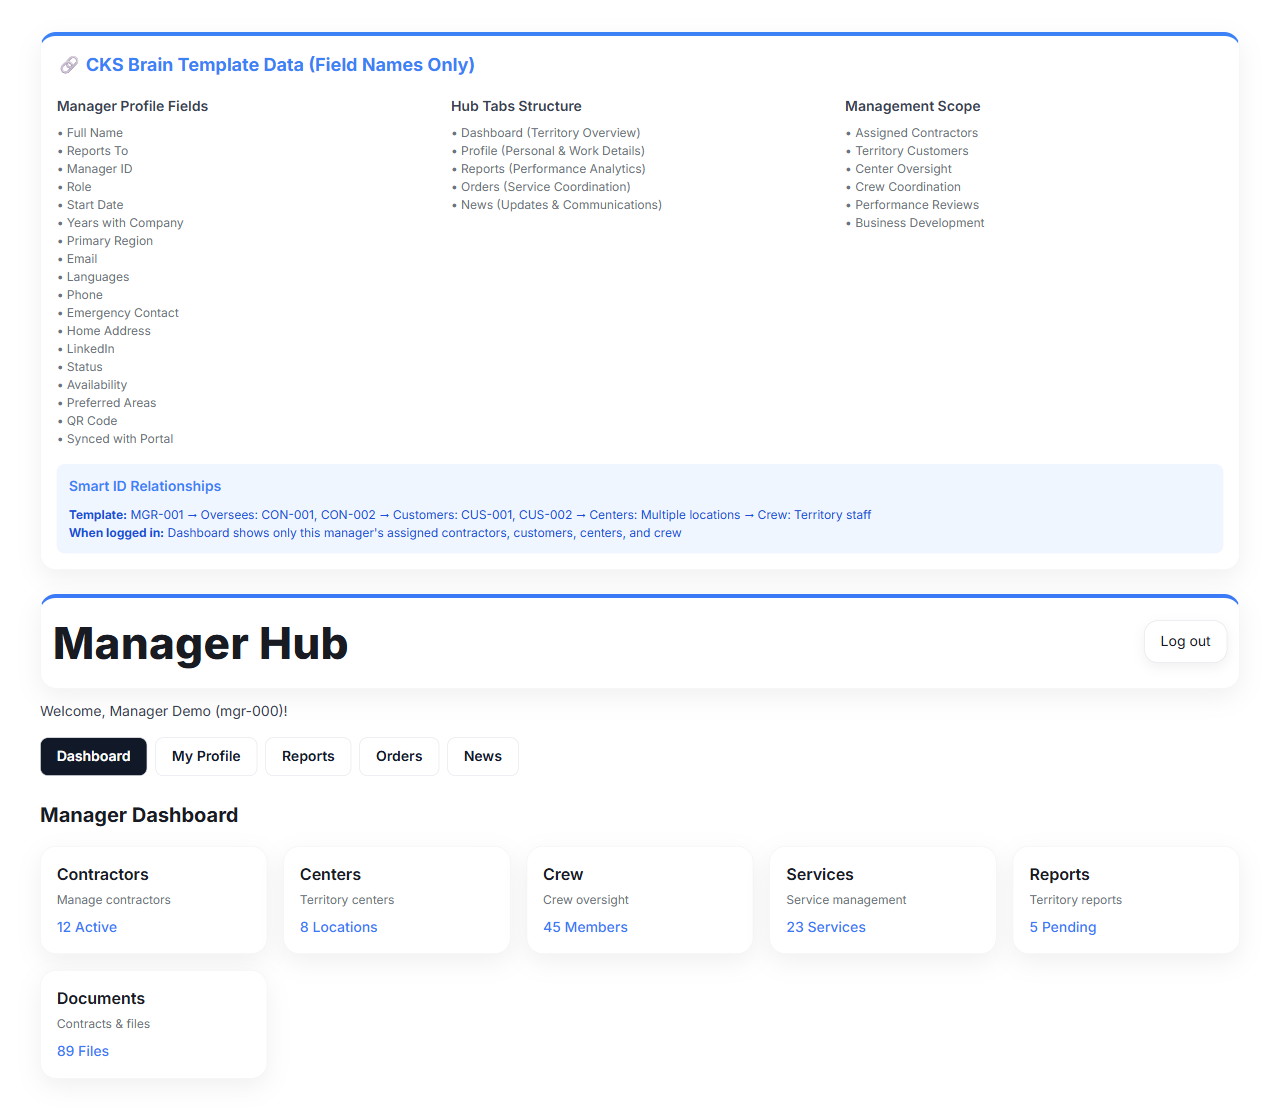 CKS Brain Template Data (Field Names Only)
Manager Profile Fields
• Full Name
• Reports To
• Manager ID
• Role
• Start Date
• Years with Company
• Primary Region
• Email
• Languages
• Phone
• Emergency Contact
• Home Address
• LinkedIn
• Status
• Availability
• Preferred Areas
• QR Code
• Synced with Portal
Hub Tabs Structure
• Dashboard (Territory Overview)
• Profile (Personal & Work Details)
• Reports (Performance Analytics)
• Orders (Service Coordination)
• News (Updates & Communications)
Management Scope
• Assigned Contractors
• Territory Customers
• Center Oversight
• Crew Coordination
• Performance Reviews
• Business Development
Smart ID Relationships
Template: MGR-001 → Oversees: CON-001, CON-002 → Customers: CUS-001, CUS-002 → Centers: Multiple locations → Crew: Territory staff
When logged in: Dashboard shows only this manager's assigned contractors, customers, centers, and crew
Manager Hub
Log out
Welcome, Manager Demo (mgr-000)!
Dashboard
My Profile
Reports
Orders
News
Manager Dashboard
Contractors
Manage contractors
12 Active
Centers
Territory centers
8 Locations
Crew
Crew oversight
45 Members
Services
Service management
23 Services
Reports
Territory reports
5 Pending
Documents
Contracts & files
89 Files